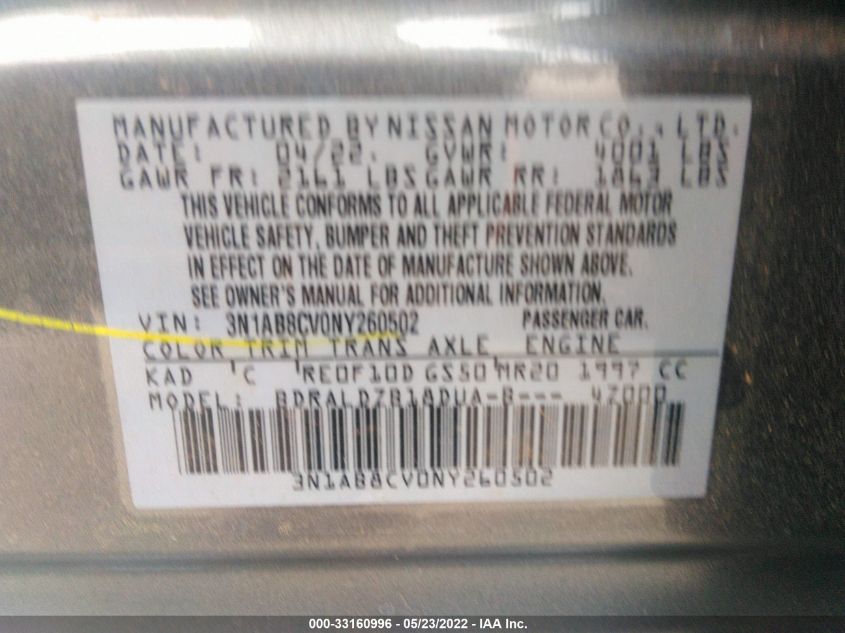 MANUFACTURED BY NISSAN MOTOR CO., LTD.
DATE: 04/22. GVWR: 4001 LBS
GAWR FR: 2161 LBS GAWR RR: 1863 LBS
THIS VEHICLE CONFORMS TO ALL APPLICABLE FEDERAL MOTOR
VEHICLE SAFETY, BUMPER AND THEFT PREVENTION STANDARDS
IN EFFECT ON THE DATE OF MANUFACTURE SHOWN ABOVE.
SEE OWNER'S MANUAL FOR ADDITIONAL INFORMATION.
VIN: 3N1AB8CV0NY260502 PASSENGER CAR.
COLOR TRIM TRANS AXLE ENGINE
KAD C RE0F10D GS50 MR20 1997 CC
MODEL: BDRALDZB18DUA-B--- 47000
3N1AB8CV0NY260502
000-33160996 - 05/23/2022 - IAA Inc.